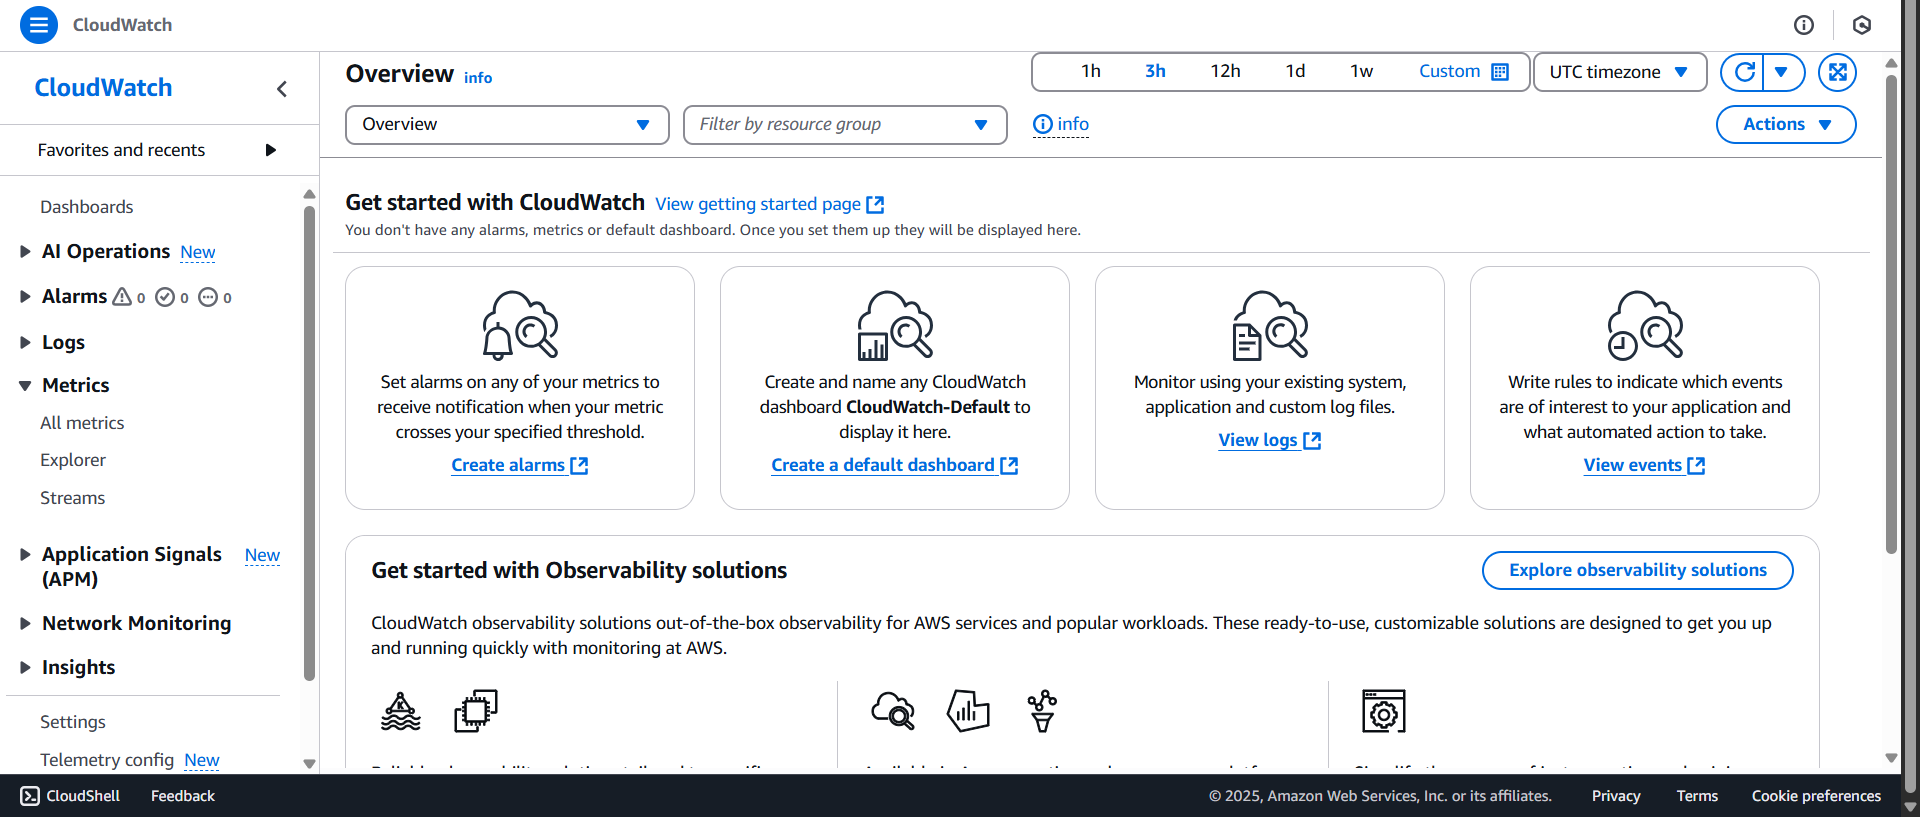 CloudWatch
CloudWatch
Favorites and recents
Dashboards
AI Operations New
Alarms 0 0 0
Logs
Metrics
All metrics
Explorer
Streams
Application Signals New
(APM)
Network Monitoring
Insights
Settings
Telemetry config New
Overview info
1h 3h 12h 1d 1w Custom
UTC timezone
Overview
Filter by resource group
info
Actions
Get started with CloudWatch View getting started page
You don't have any alarms, metrics or default dashboard. Once you set them up they will be displayed here.
Set alarms on any of your metrics to
receive notification when your metric
crosses your specified threshold.
Create alarms
Create and name any CloudWatch
dashboard CloudWatch-Default to
display it here.
Create a default dashboard
Monitor using your existing system,
application and custom log files.
View logs
Write rules to indicate which events
are of interest to your application and
what automated action to take.
View events
Get started with Observability solutions
Explore observability solutions
CloudWatch observability solutions out-of-the-box observability for AWS services and popular workloads. These ready-to-use, customizable solutions are designed to get you up
and running quickly with monitoring at AWS.
CloudShell Feedback
© 2025, Amazon Web Services, Inc. or its affiliates. Privacy Terms Cookie preferences